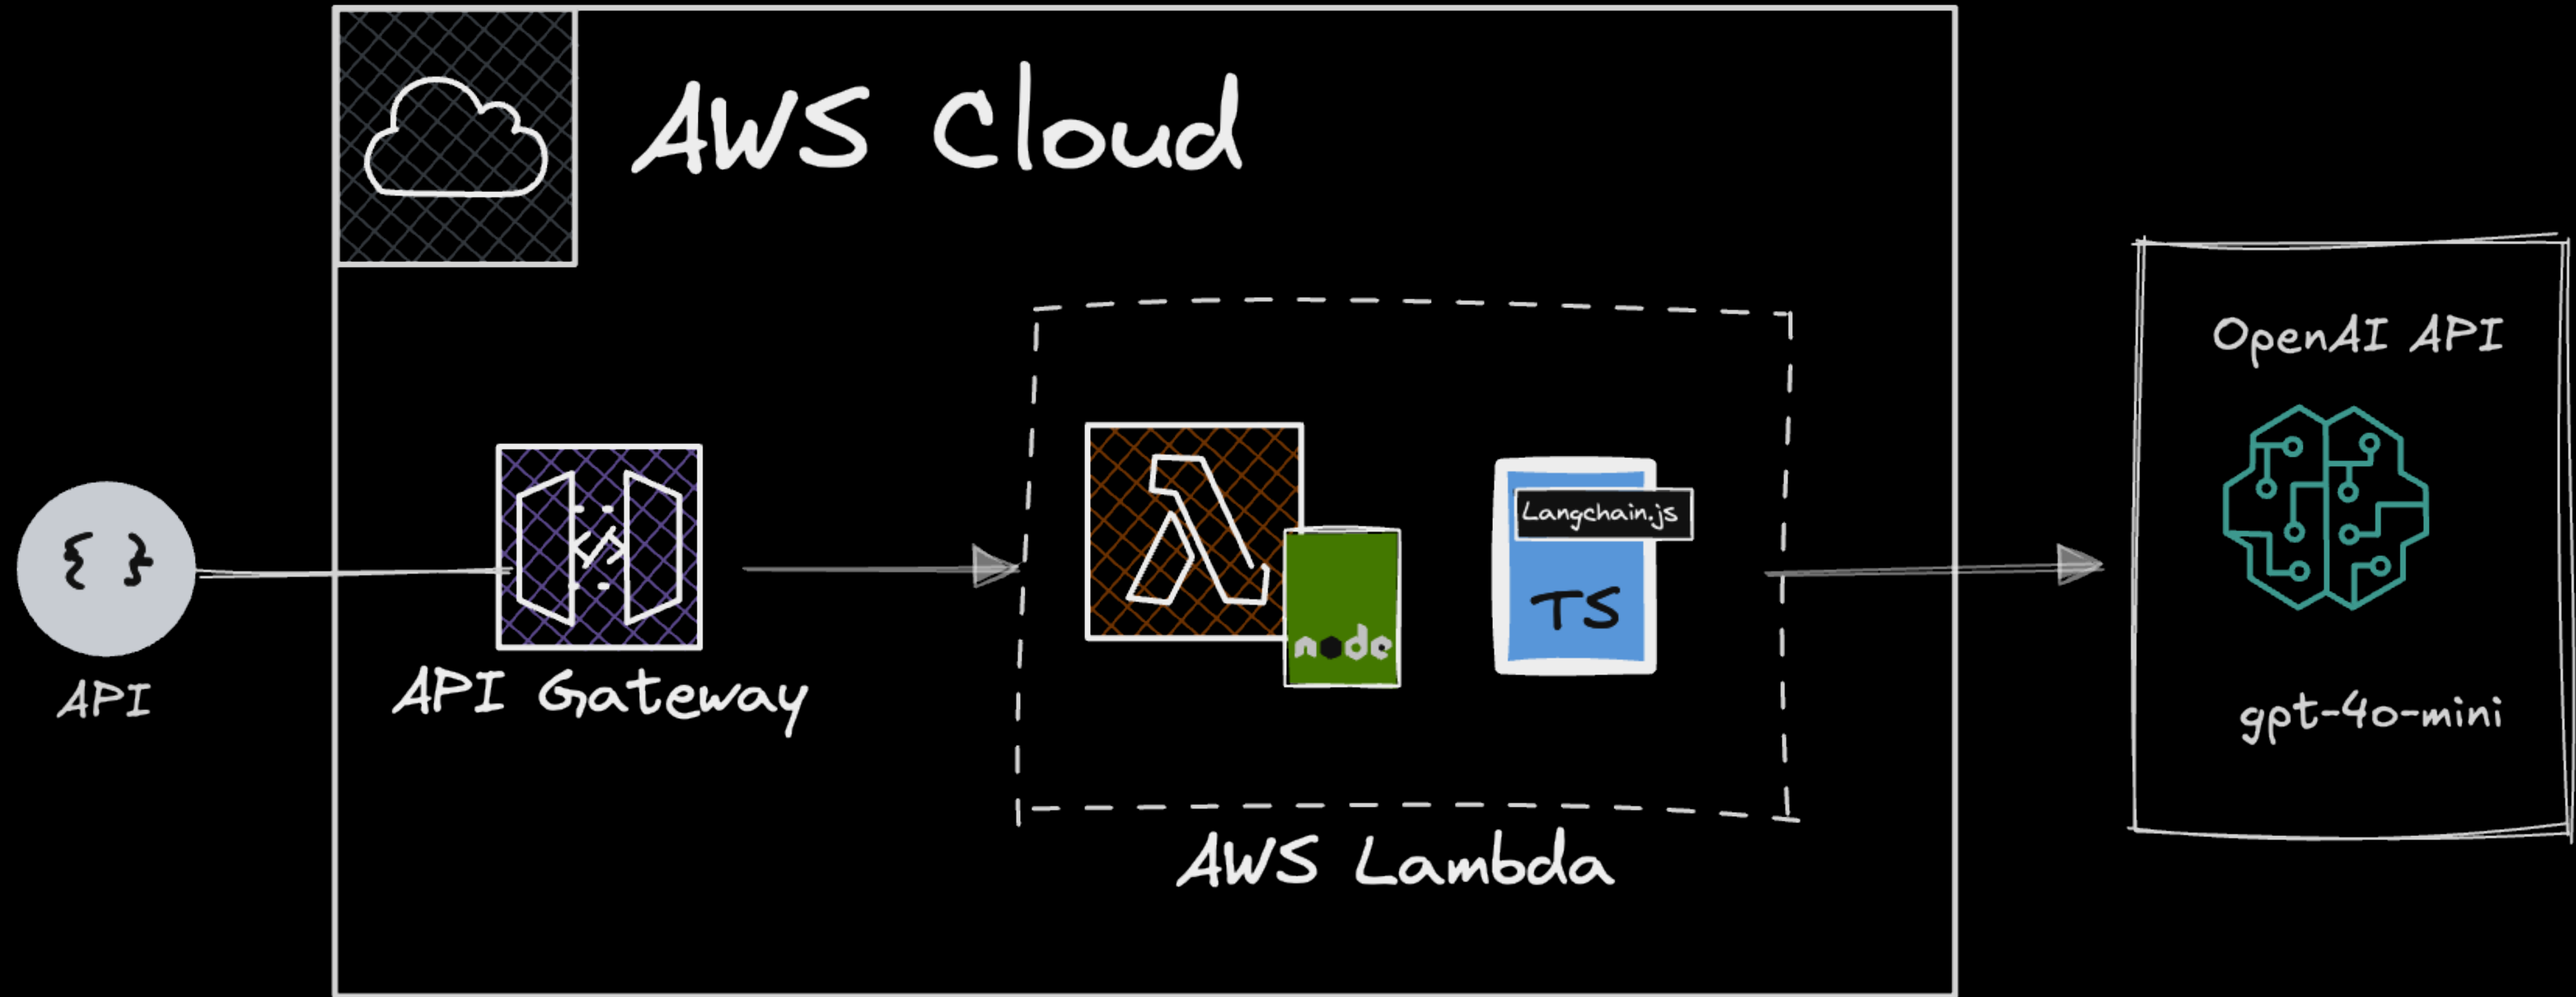 AWS Cloud
{ }
API
API Gateway
</>
node
Langchain.js
TS
AWS Lambda
OpenAI API
gpt-4o-mini